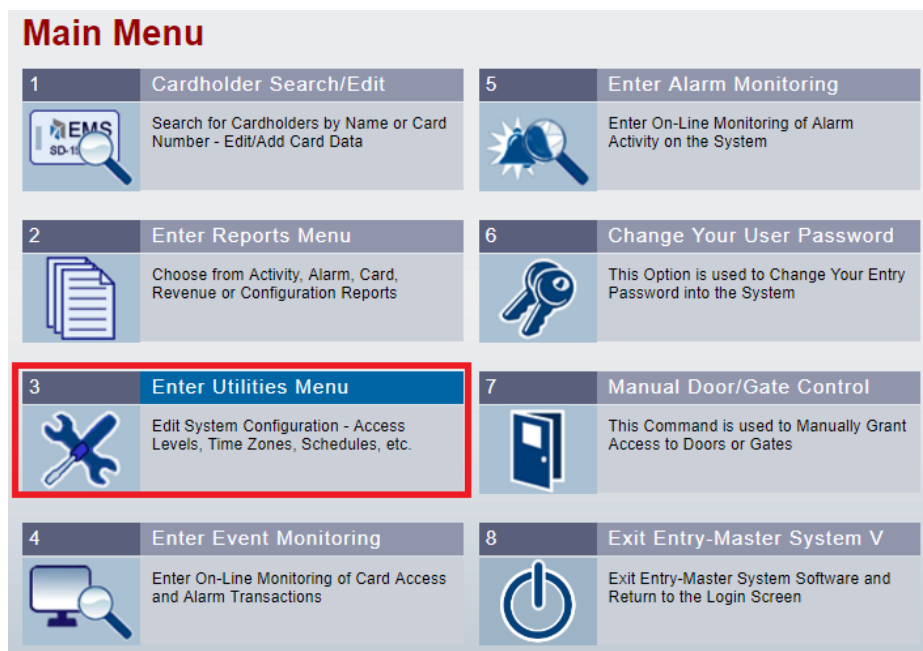 Main Menu
1
Cardholder Search/Edit
EMS
Search for Cardholders by Name or Card
Number - Edit/Add Card Data
2
Enter Reports Menu
Choose from Activity, Alarm, Card,
Revenue or Configuration Reports
3
Enter Utilities Menu
Edit System Configuration - Access
Levels, Time Zones, Schedules, etc.
4
Enter Event Monitoring
Enter On-Line Monitoring of Card Access
and Alarm Transactions
5
Enter Alarm Monitoring
Enter On-Line Monitoring of Alarm
Activity on the System
6
Change Your User Password
This Option is used to Change Your Entry
Password into the System
7
Manual Door/Gate Control
This Command is used to Manually Grant
Access to Doors or Gates
8
Exit Entry-Master System V
Exit Entry-Master System Software and
Return to the Login Screen